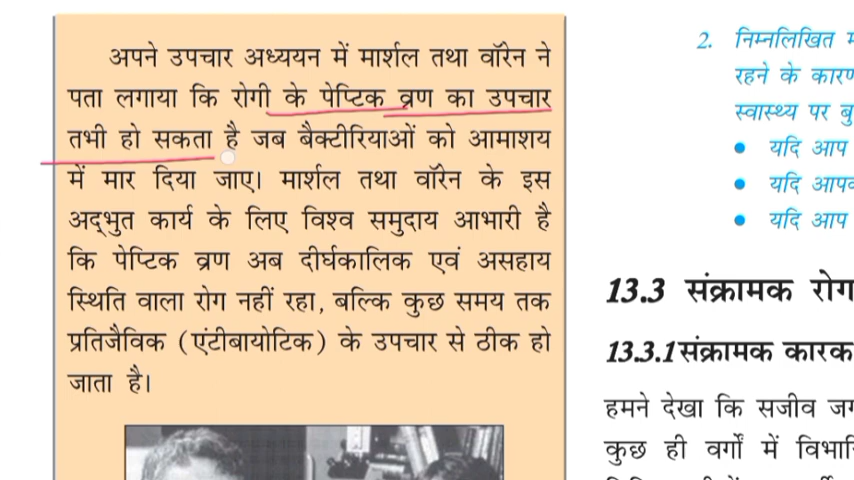 अपने उपचार अध्ययन में मार्शल तथा वॉरेन ने
पता लगाया कि रोगी के पेप्टिक व्रण का उपचार
तभी हो सकता है जब बैक्टीरियाओं को आमाशय
में मार दिया जाए। मार्शल तथा वॉरेन के इस
अद्‌भुत कार्य के लिए विश्व समुदाय आभारी है
कि पेप्टिक व्रण अब दीर्घकालिक एवं असहाय
स्थिति वाला रोग नहीं रहा, बल्कि कुछ समय तक
प्रतिजैविक (एंटीबायोटिक) के उपचार से ठीक हो
जाता है।
2. निम्नलिखित
रहने के कारण
स्वास्थ्य पर
• यदि आप
• यदि
• यदि आप
13.3 संक्रामक रोग
13.3.1 संक्रामक कारक
हमने देखा कि सजीव
कुछ ही वर्गों में